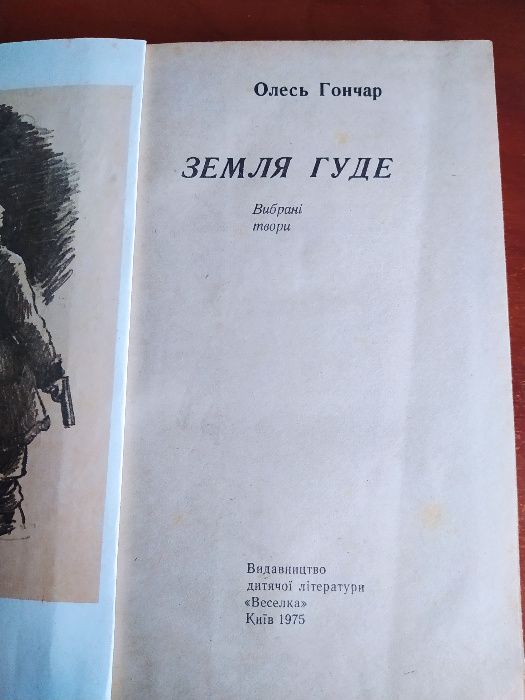 Олесь Гончар
ЗЕМЛЯ ГУДЕ
Вибрані
твори
Видавництво
дитячої літератури
«Веселка»
Київ 1975